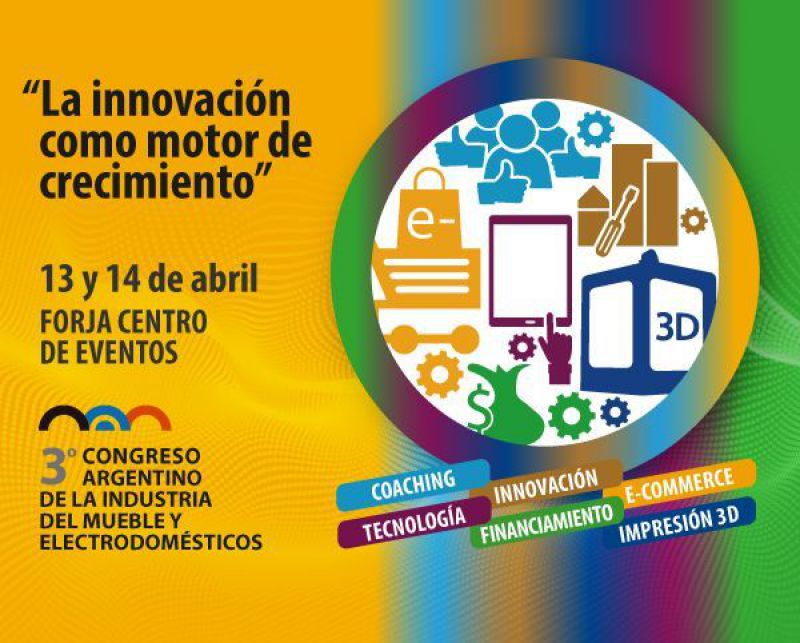 “La innovación
como motor de
crecimiento”
13 y 14 de abril
FORJA CENTRO
DE EVENTOS
3º CONGRESO
ARGENTINO
DE LA INDUSTRIA
DEL MUEBLE Y
ELECTRODOMÉSTICOS
e-
3D
$
COACHING
INNOVACIÓN
E-COMMERCE
TECNOLOGÍA
FINANCIAMIENTO
IMPRESIÓN 3D